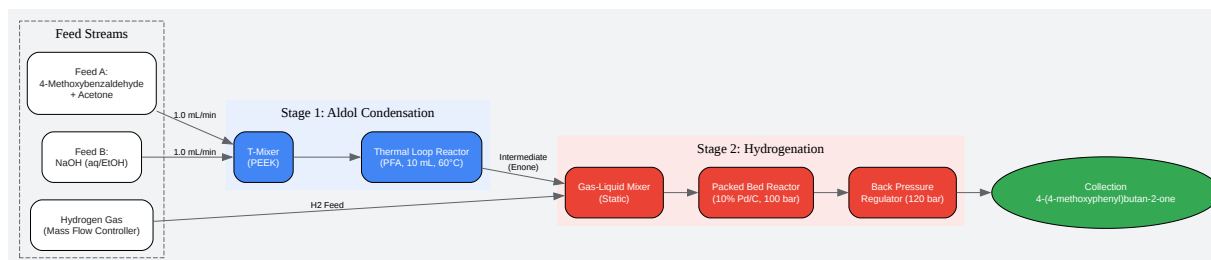 Feed Streams
Feed A:
4-Methoxybenzaldehyde
+ Acetone
1.0 mL/min
Feed B:
NaOH (aq/EtOH)
1.0 mL/min
Hydrogen Gas
(Mass Flow Controller)
H2 Feed
Stage 1: Aldol Condensation
T-Mixer
(PEEK)
Thermal Loop Reactor
(PFA, 10 mL, 60°C)
Intermediate
(Enone)
Stage 2: Hydrogenation
Gas-Liquid Mixer
(Static)
Packed Bed Reactor
(10% Pd/C, 100 bar)
Back Pressure
Regulator (120 bar)
Collection
4-(4-methoxyphenyl)butan-2-one